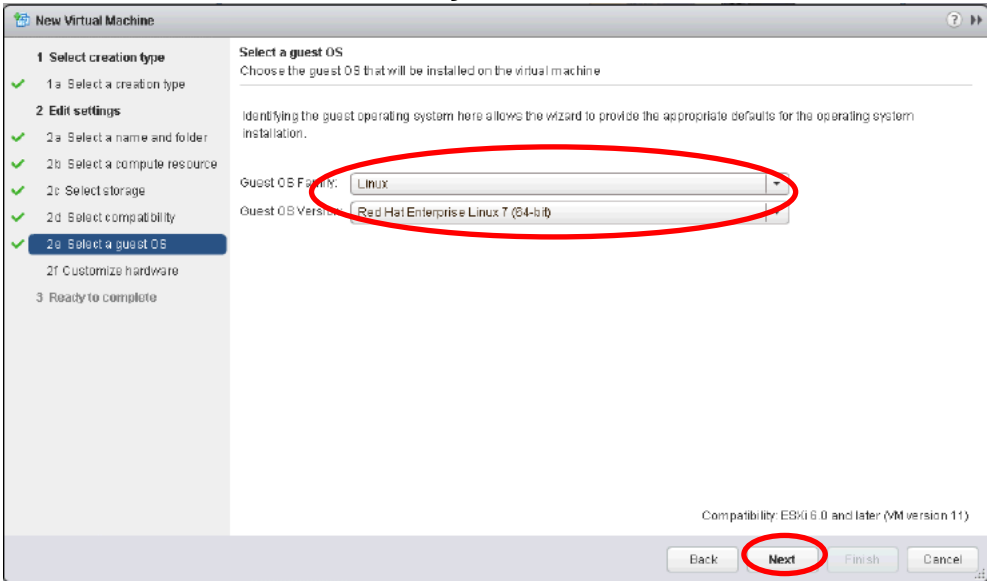 New Virtual Machine
1 Select creation type
1a Select a creation type
2 Edit settings
2a Select a name and folder
2b Select a compute resource
2c Select storage
2d Select compatibility
2e Select a guest OS
2f Customize hardware
3 Ready to complete
Select a guest OS
Choose the guest OS that will be installed on the virtual machine
Identifying the guest operating system here allows the wizard to provide the appropriate defaults for the operating system
installation.
Guest OS Family: Linux
Guest OS Version: Red Hat Enterprise Linux 7 (64-bit)
Compatibility: ESXi 6.0 and later (VM version 11)
Back Next Finish Cancel